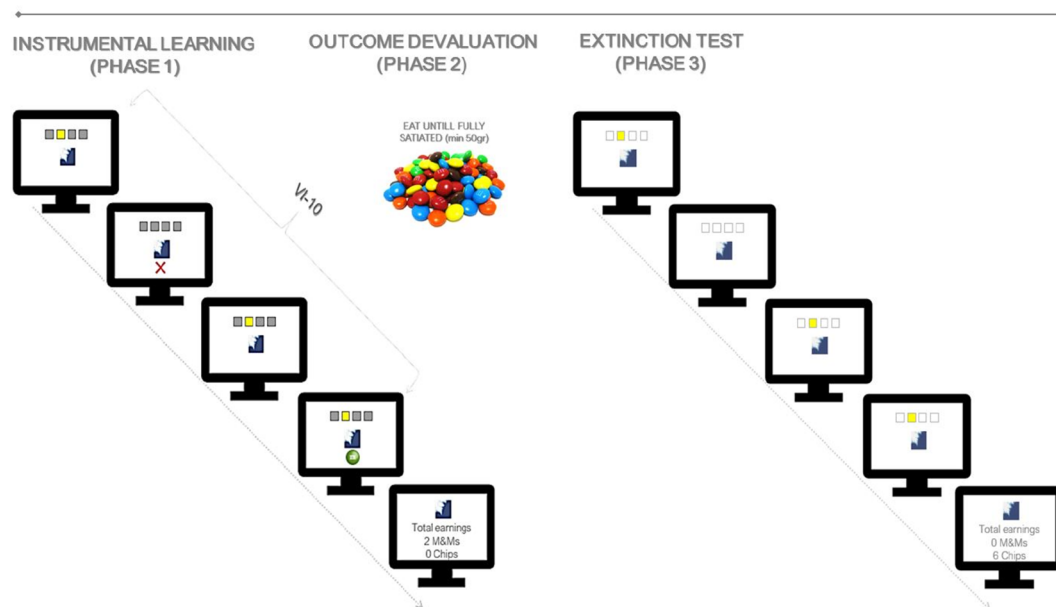 INSTRUMENTAL LEARNING
(PHASE 1)
OUTCOME DEVALUATION
(PHASE 2)
EXTINCTION TEST
(PHASE 3)
EAT UNTILL FULLY
SATIATED (min 50gr)
VI-10
X
Total earnings
2 M&Ms
0 Chips
Total earnings
0 M&Ms
6 Chips